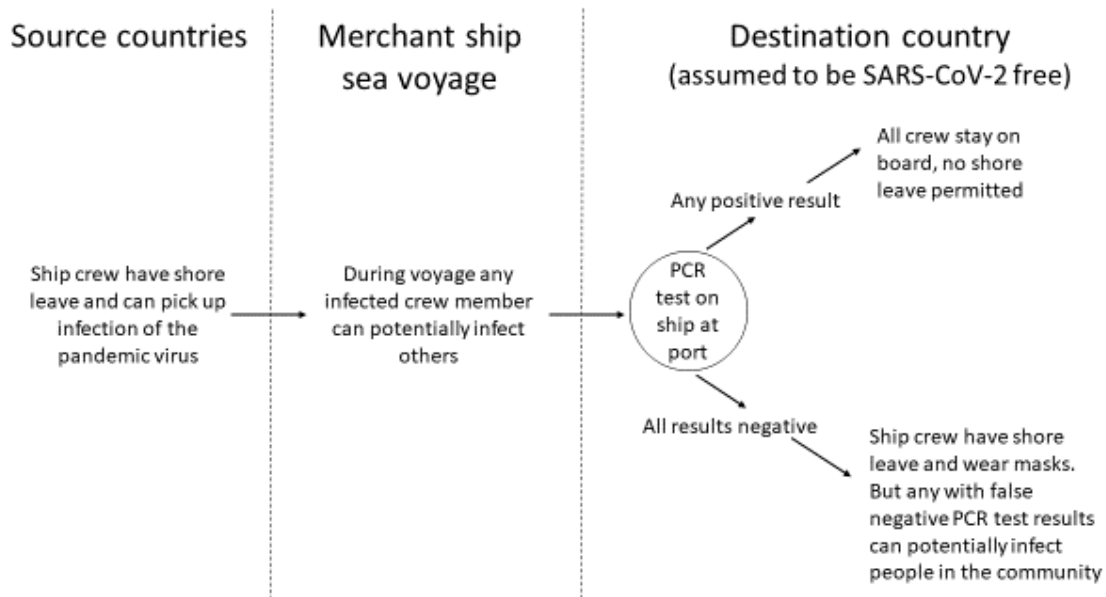 Source countries
Merchant ship
sea voyage
Destination country
(assumed to be SARS-CoV-2 free)
Ship crew have shore
leave and can pick up
infection of the
pandemic virus
During voyage any
infected crew member
can potentially infect
others
PCR
test on
ship at
port
Any positive result
All crew stay on
board, no shore
leave permitted
All results negative
Ship crew have shore
leave and wear masks.
But any with false
negative PCR test results
can potentially infect
people in the community